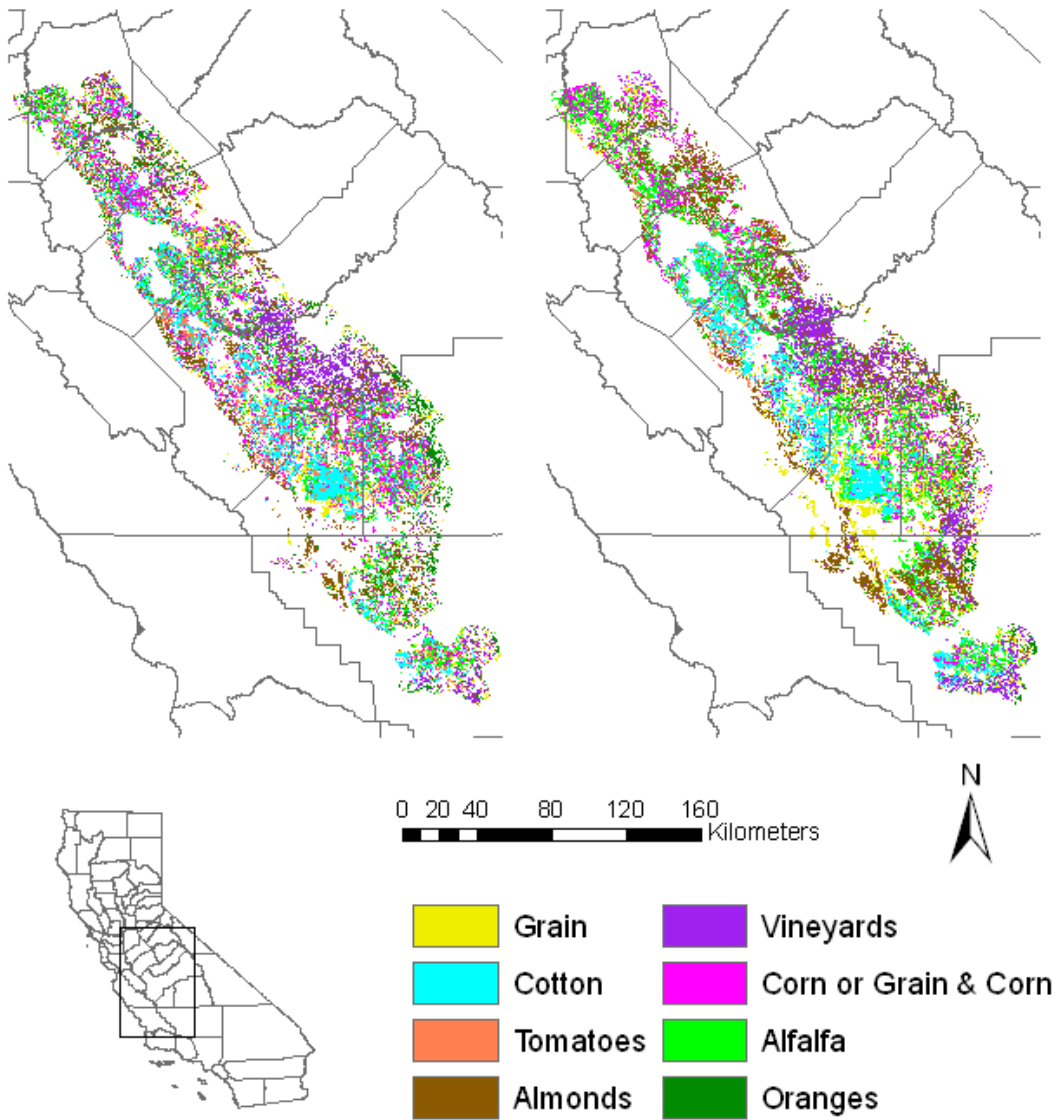 N
0 20 40 80 120 160
Kilometers
Grain
Vineyards
Cotton
Corn or Grain & Corn
Tomatoes
Alfalfa
Almonds
Oranges